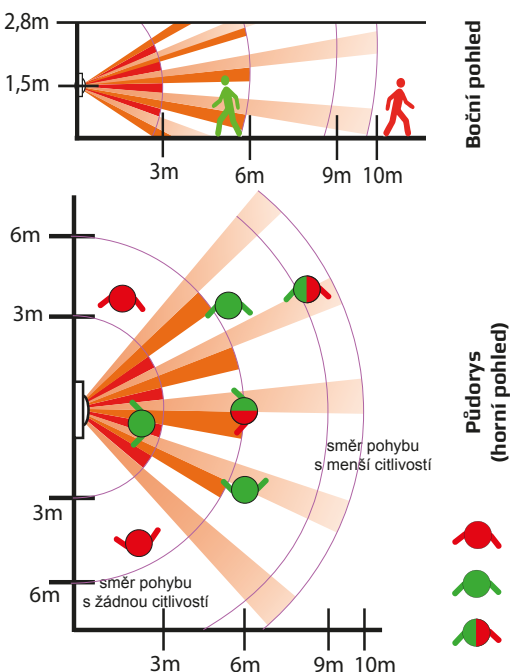 2,8m
1,5m
3m
6m
9m
10m
Boční pohled
6m
3m
3m
6m
směr pohybu
s menší citlivostí
směr pohybu
s žádnou citlivostí
3m
6m
9m
10m
Půdorys
(horní pohled)